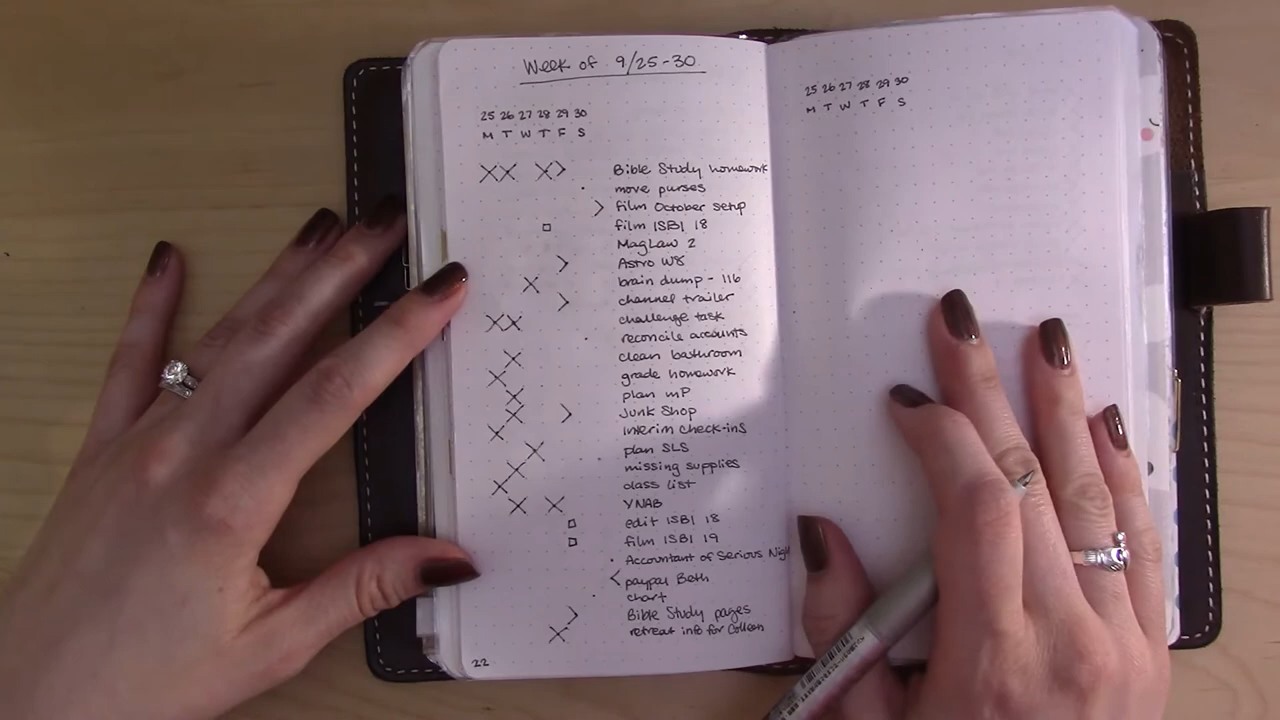 Week of 9/25-30
25 26 27 28 29 30
M T W T F S
Bible Study homework
move purses
film October setup
film ISBI 18
MagLaw 2
Astro W8
brain dump - 116
channel trailer
challenge task
reconcile accounts
clean bathroom
grade homework
plan MP
Junk Shop
interim check-ins
plan SLS
missing supplies
class list
YNAB
edit ISBI 18
film ISBI 19
Accountant of Serious Nigh
paypal Beth
chart
Bible Study pages
retreat info for Colleen
22
25 26 27 28 29 30
M T W T F S